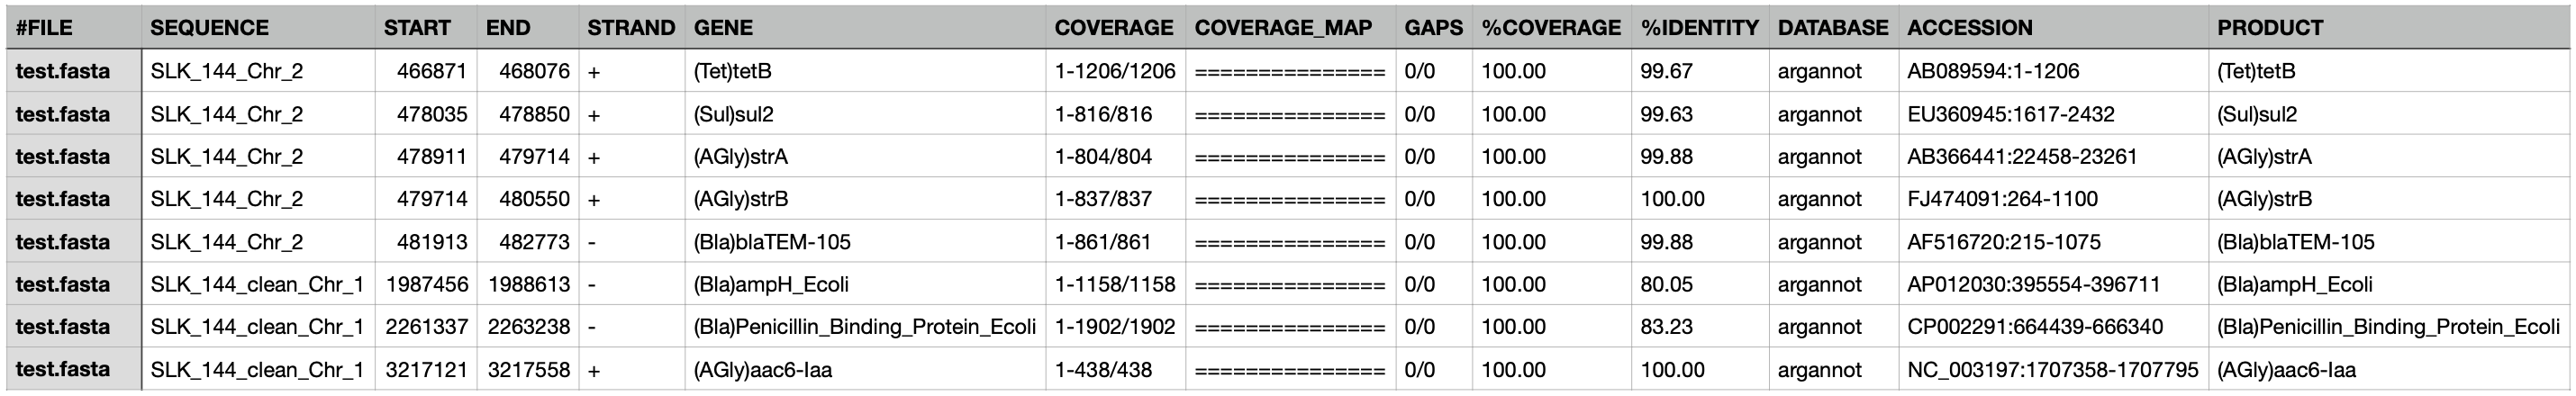 #FILE SEQUENCE START END STRAND GENE COVERAGE COVERAGE_MAP GAPS %COVERAGE %IDENTITY DATABASE ACCESSION PRODUCT
test.fasta SLK_144_Chr_2 466871 468076 + (Tet)tetB 1-1206/1206 =============== 0/0 100.00 99.67 argannot AB089594:1-1206 (Tet)tetB
test.fasta SLK_144_Chr_2 478035 478850 + (Sul)sul2 1-816/816 =============== 0/0 100.00 99.63 argannot EU360945:1617-2432 (Sul)sul2
test.fasta SLK_144_Chr_2 478911 479714 + (AGly)strA 1-804/804 =============== 0/0 100.00 99.88 argannot AB366441:22458-23261 (AGly)strA
test.fasta SLK_144_Chr_2 479714 480550 + (AGly)strB 1-837/837 =============== 0/0 100.00 100.00 argannot FJ474091:264-1100 (AGly)strB
test.fasta SLK_144_Chr_2 481913 482773 - (Bla)blaTEM-105 1-861/861 =============== 0/0 100.00 99.88 argannot AF516720:215-1075 (Bla)blaTEM-105
test.fasta SLK_144_clean_Chr_1 1987456 1988613 - (Bla)ampH_Ecoli 1-1158/1158 =============== 0/0 100.00 80.05 argannot AP012030:395554-396711 (Bla)ampH_Ecoli
test.fasta SLK_144_clean_Chr_1 2261337 2263238 - (Bla)Penicillin_Binding_Protein_Ecoli 1-1902/1902 =============== 0/0 100.00 83.23 argannot CP002291:664439-666340 (Bla)Penicillin_Binding_Protein_Ecoli
test.fasta SLK_144_clean_Chr_1 3217121 3217558 + (AGly)aac6-Iaa 1-438/438 =============== 0/0 100.00 100.00 argannot NC_003197:1707358-1707795 (AGly)aac6-Iaa